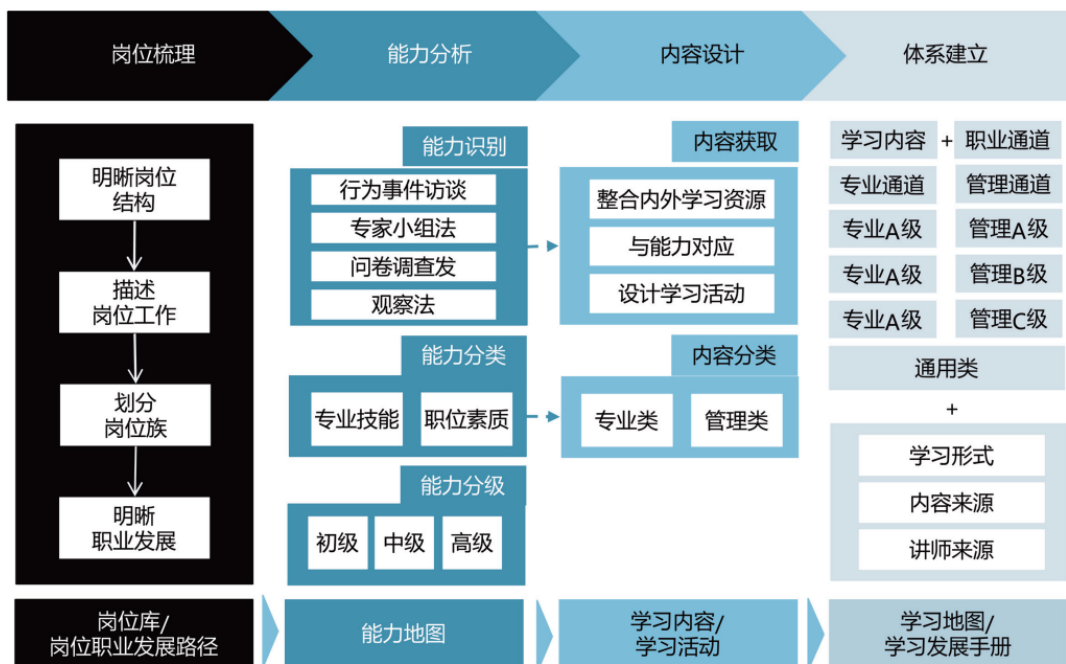 岗位梳理
能力分析
内容设计
体系建立
明晰岗位
结构
描述
岗位工作
划分
岗位族
明晰
职业发展
能力识别
行为事件访谈
专家小组法
问卷调查发
观察法
能力分类
专业技能
职位素质
能力分级
初级
中级
高级
内容获取
整合内外学习资源
与能力对应
设计学习活动
内容分类
专业类
管理类
学习内容 + 职业通道
专业通道 管理通道
专业A级 管理A级
专业A级 管理B级
专业A级 管理C级
通用类
+
学习形式
内容来源
讲师来源
岗位库/
岗位职业发展路径
能力地图
学习内容/
学习活动
学习地图/
学习发展手册